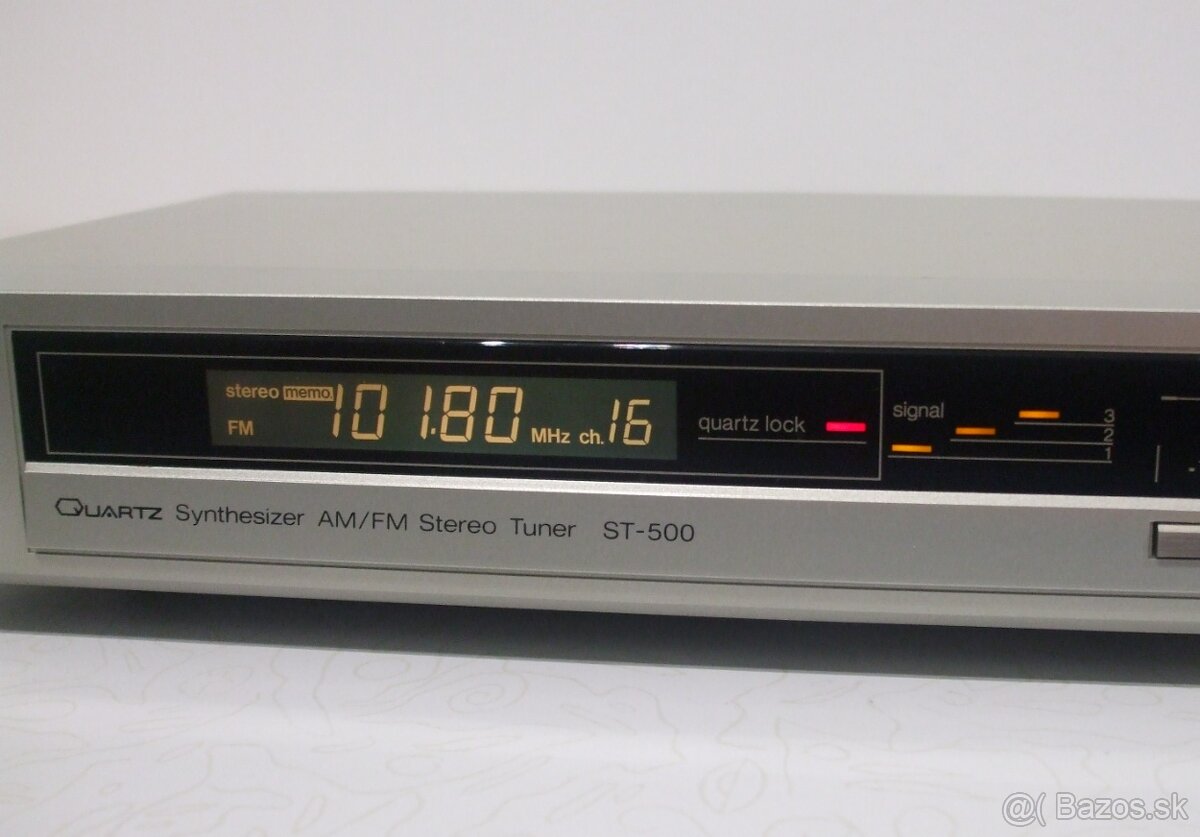 stereo memo.
FM 101.80 MHz ch. 16
quartz lock
signal
3
2
1
QUARTZ Synthesizer AM/FM Stereo Tuner ST-500
@( Bazos.sk